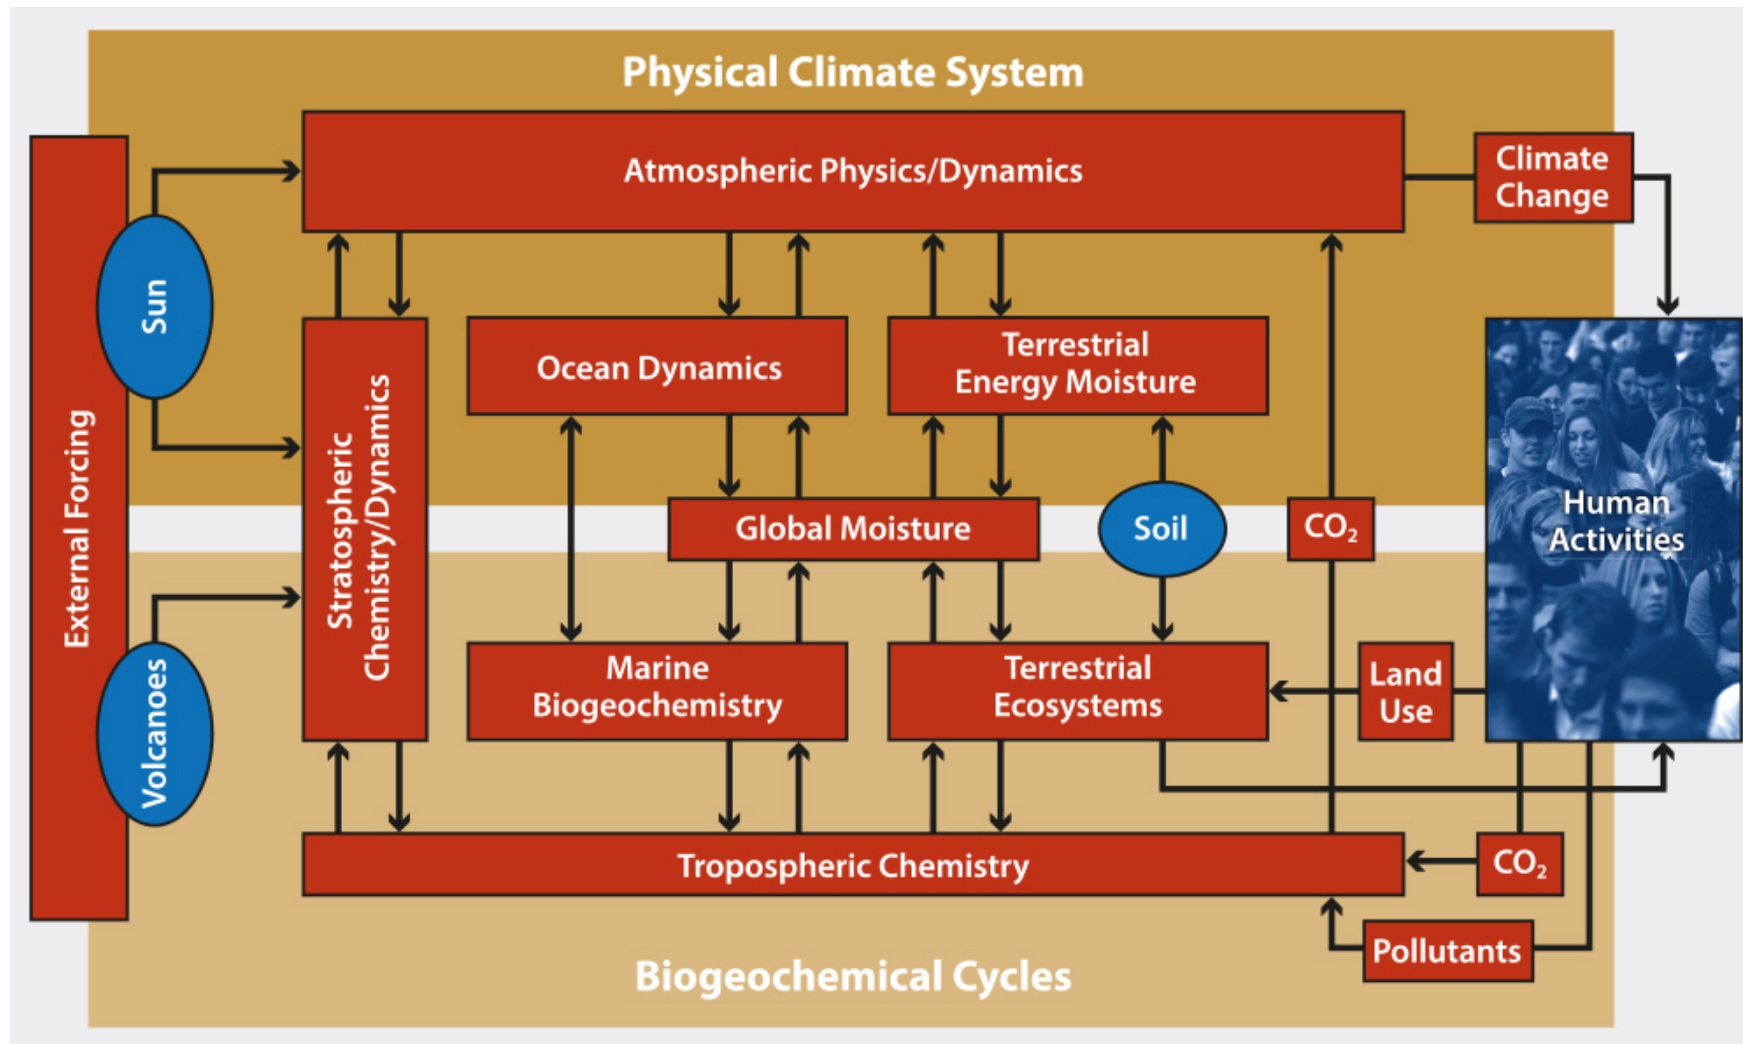 Physical Climate System
Atmospheric Physics/Dynamics
Climate
Change
Sun
External Forcing
Stratospheric
Chemistry/Dynamics
Ocean Dynamics
Terrestrial
Energy Moisture
Global Moisture
Soil
CO₂
Human
Activities
Volcanoes
Marine
Biogeochemistry
Terrestrial
Ecosystems
Land
Use
Tropospheric Chemistry
CO₂
Pollutants
Biogeochemical Cycles